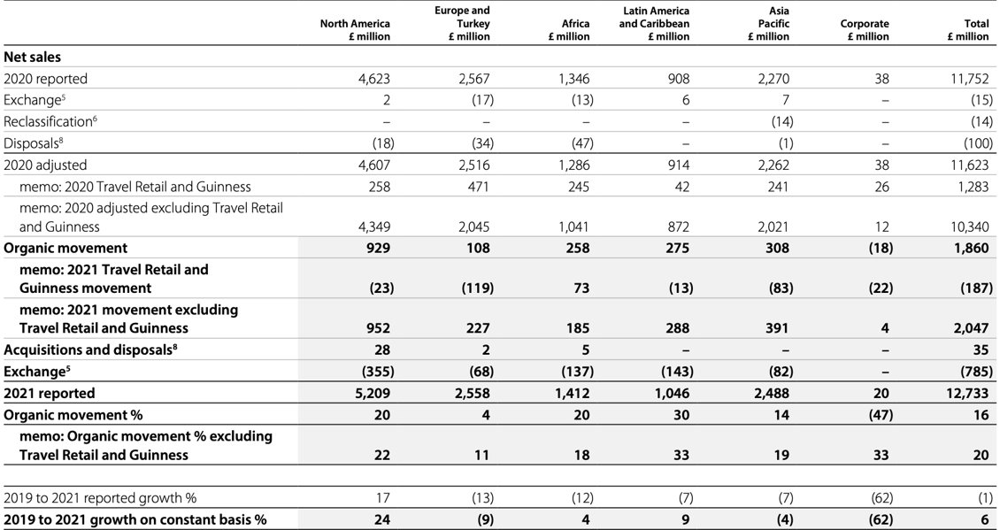 North America £ million Europe and Turkey £ million Africa £ million Latin America and Caribbean £ million Asia Pacific £ million Corporate £ million Total £ million
Net sales
2020 reported 4,623 2,567 1,346 908 2,270 38 11,752
Exchange⁵ 2 (17) (13) 6 7 – (15)
Reclassification⁶ – – – – (14) – (14)
Disposals⁸ (18) (34) (47) – (1) – (100)
2020 adjusted 4,607 2,516 1,286 914 2,262 38 11,623
memo: 2020 Travel Retail and Guinness 258 471 245 42 241 26 1,283
memo: 2020 adjusted excluding Travel Retail
and Guinness 4,349 2,045 1,041 872 2,021 12 10,340
Organic movement 929 108 258 275 308 (18) 1,860
memo: 2021 Travel Retail and
Guinness movement (23) (119) 73 (13) (83) (22) (187)
memo: 2021 movement excluding
Travel Retail and Guinness 952 227 185 288 391 4 2,047
Acquisitions and disposals⁸ 28 2 5 – – – 35
Exchange⁵ (355) (68) (137) (143) (82) – (785)
2021 reported 5,209 2,558 1,412 1,046 2,488 20 12,733
Organic movement % 20 4 20 30 14 (47) 16
memo: Organic movement % excluding
Travel Retail and Guinness 22 11 18 33 19 33 20
2019 to 2021 reported growth % 17 (13) (12) (7) (7) (62) (1)
2019 to 2021 growth on constant basis % 24 (9) 4 9 (4) (62) 6